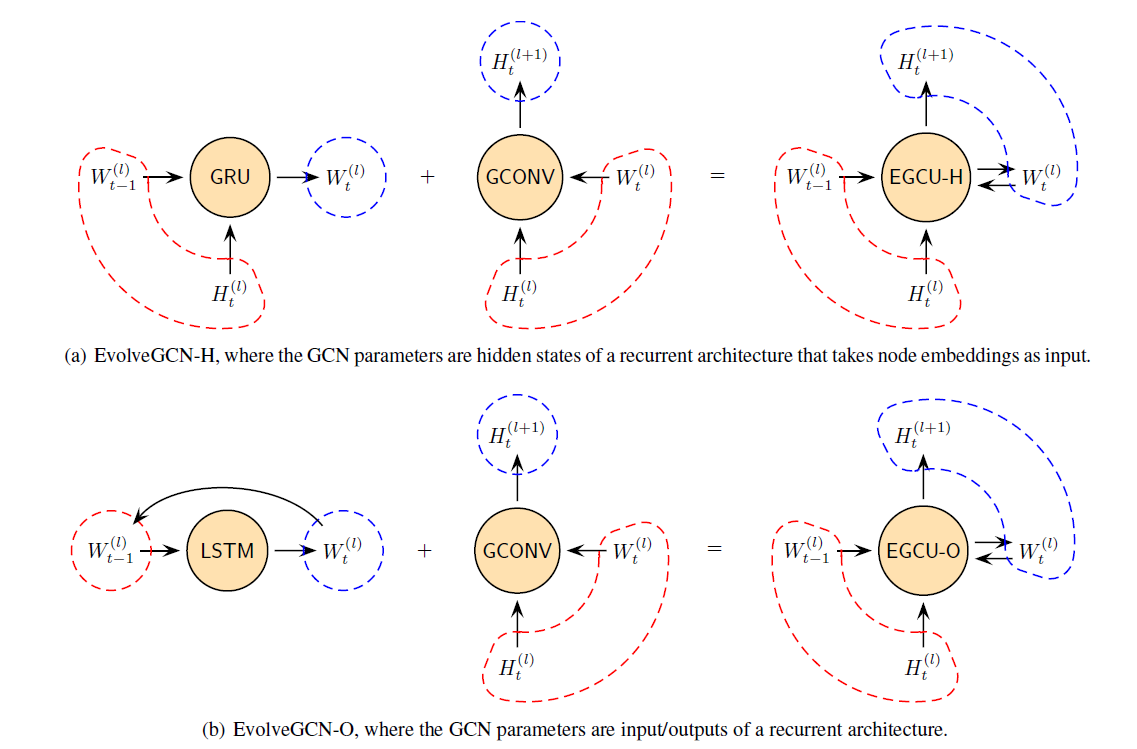 H_t^{(l+1)} H_t^{(l+1)}
W_{t−1}^{(l)} GRU W_t^{(l)} + GCONV W_t^{(l)} = W_{t−1}^{(l)} EGCU-H W_t^{(l)}
H_t^{(l)} H_t^{(l)} H_t^{(l)}
(a) EvolveGCN-H, where the GCN parameters are hidden states of a recurrent architecture that takes node embeddings as input.
H_t^{(l+1)} H_t^{(l+1)}
W_{t−1}^{(l)} LSTM W_t^{(l)} + GCONV W_t^{(l)} = W_{t−1}^{(l)} EGCU-O W_t^{(l)}
H_t^{(l)} H_t^{(l)}
(b) EvolveGCN-O, where the GCN parameters are input/outputs of a recurrent architecture.